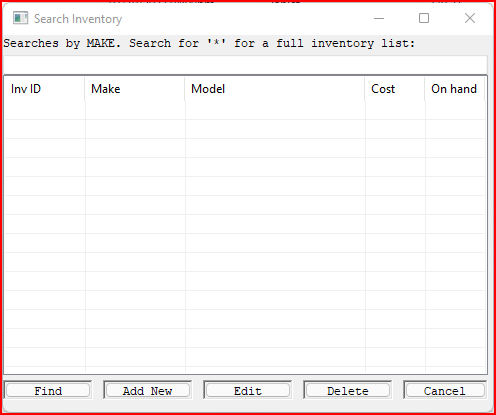 Search Inventory
Searches by MAKE. Search for '*' for a full inventory list:
Inv ID Make Model Cost On hand
Find Add New Edit Delete Cancel